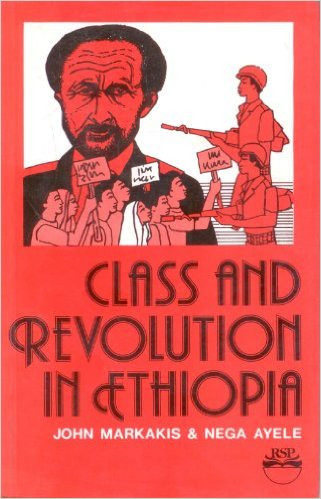 CLASS AND
REVOLUTION
IN ETHIOPIA
JOHN MARKAKIS & NEGA AYELE
RSP